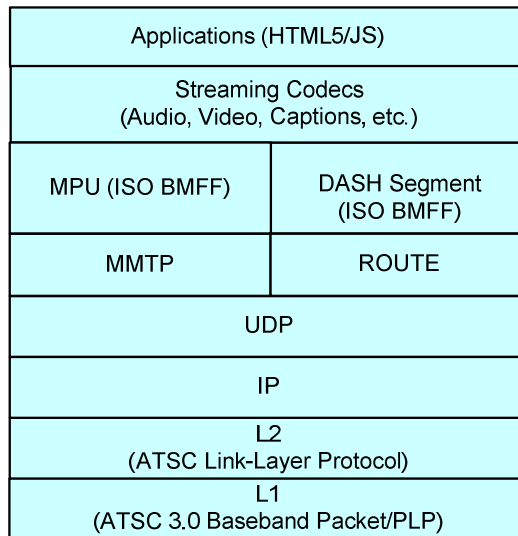 Applications (HTML5/JS)
Streaming Codecs
(Audio, Video, Captions, etc.)
MPU (ISO BMFF)
DASH Segment
(ISO BMFF)
MMTP
ROUTE
UDP
IP
L2
(ATSC Link-Layer Protocol)
L1
(ATSC 3.0 Baseband Packet/PLP)